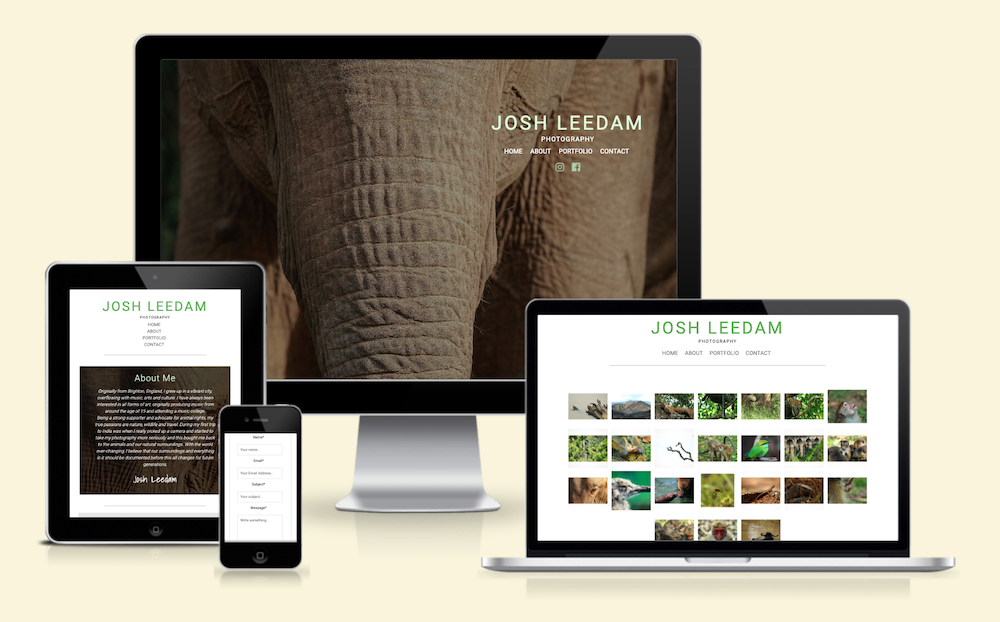 JOSH LEEDAM
PHOTOGRAPHY
HOME ABOUT PORTFOLIO CONTACT
JOSH LEEDAM
PHOTOGRAPHY
HOME
ABOUT
PORTFOLIO
CONTACT
About Me
Originally from Brighton, England, I grew up in a vibrant city,
overflowing with music, arts and culture. I have always been
interested in all forms of art, originally producing music from
around the age of 15 and attending a music college.
Being a strong supporter and advocate for animal rights, my
true passions are nature, wildlife and travel. During my first trip
to India was when I really picked up a camera and started to
take my photography more seriously and this bought me back
to the animals and our natural surroundings. With the world
ever-changing. I believe that our surroundings and everything
in it should be documented before this all changes for future
generations.
Josh Leedam
Name*
Your name..
Email*
Your Email Address..
Subject*
Your subject..
Message*
Write something..
JOSH LEEDAM
PHOTOGRAPHY
HOME ABOUT PORTFOLIO CONTACT